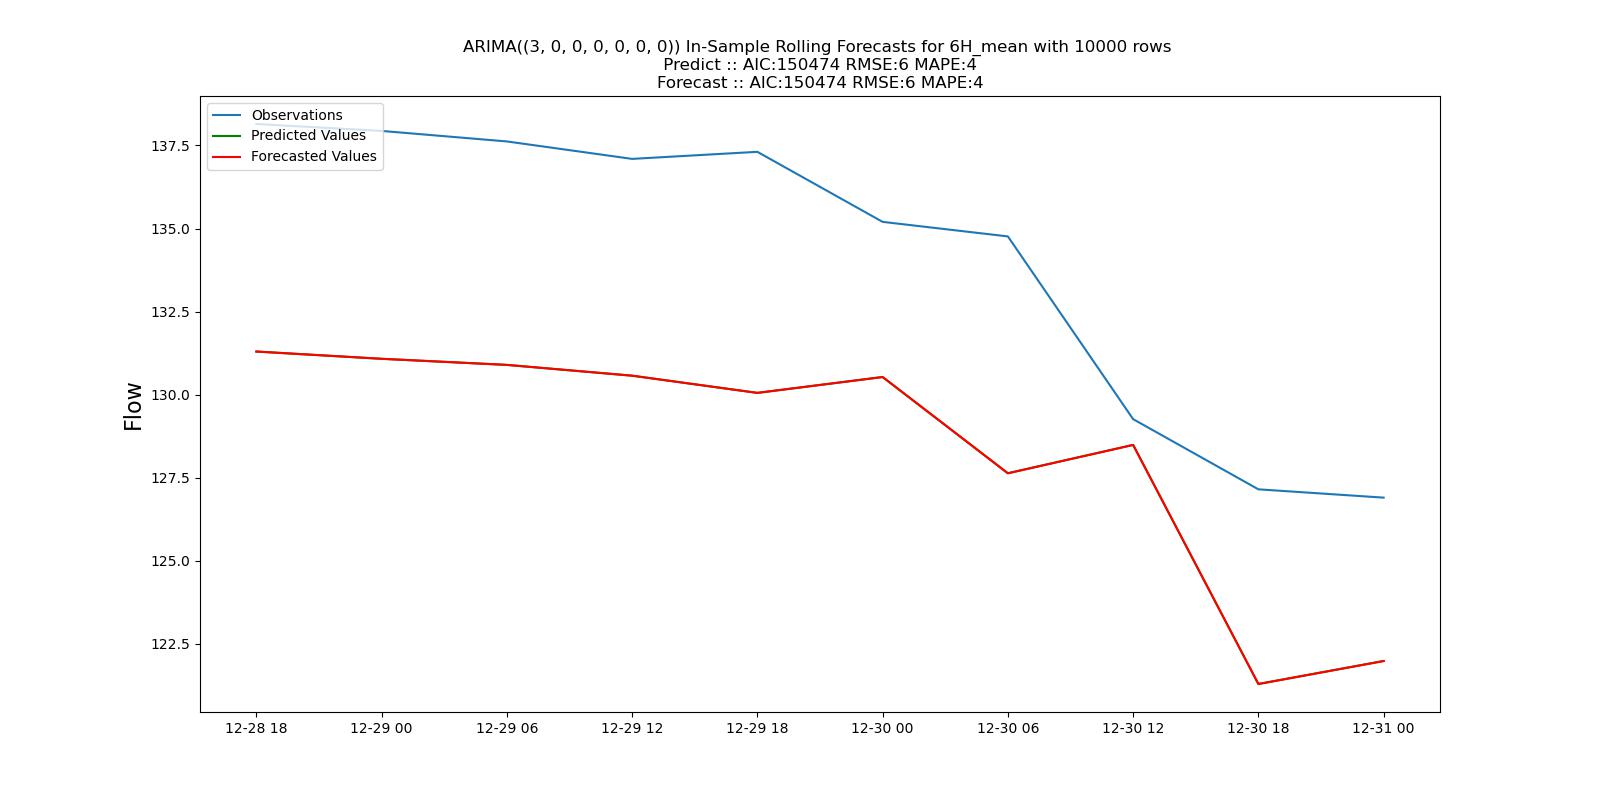 ARIMA((3, 0, 0, 0, 0, 0, 0)) In-Sample Rolling Forecasts for 6H_mean with 10000 rows
Predict :: AIC:150474 RMSE:6 MAPE:4
Forecast :: AIC:150474 RMSE:6 MAPE:4
Observations
Predicted Values
Forecasted Values
137.5
135.0
132.5
130.0
127.5
125.0
122.5
Flow
12-28 18 12-29 00 12-29 06 12-29 12 12-29 18 12-30 00 12-30 06 12-30 12 12-30 18 12-31 00